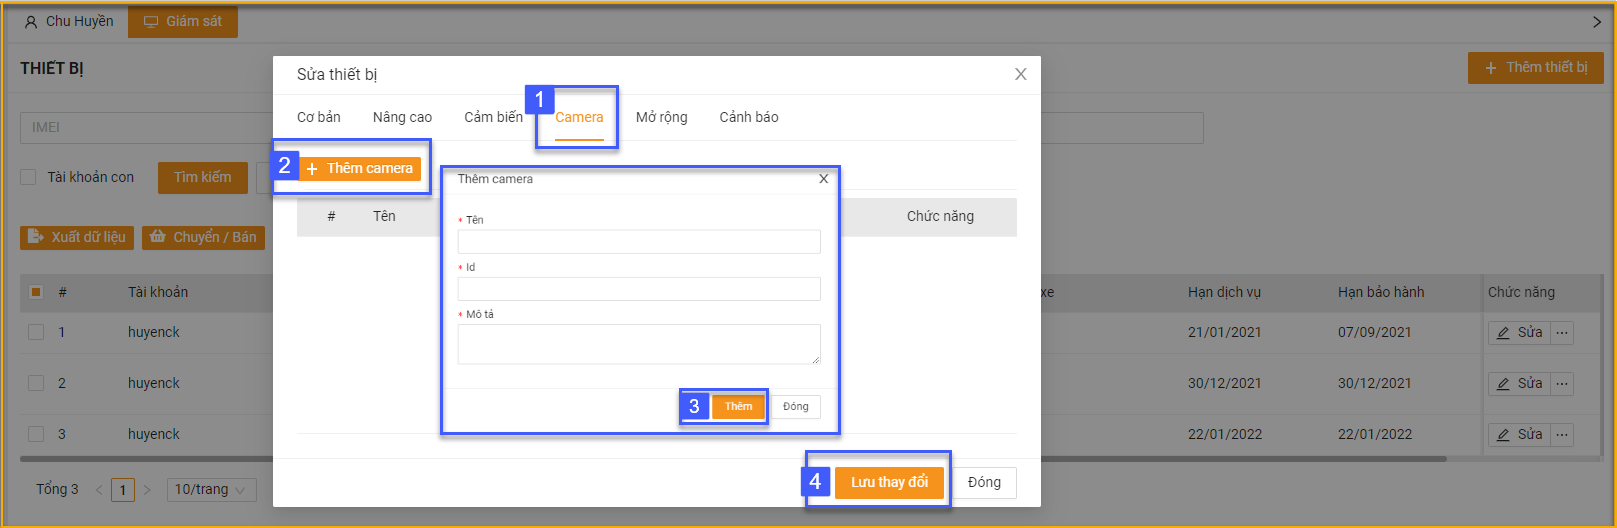 Chu Huyền Giám sát
THIẾT BỊ
+ Thêm thiết bị
IMEI
Tài khoản con Tìm kiếm
Xuất dữ liệu Chuyển / Bán
# Tài khoản xe Hạn dịch vụ Hạn bảo hành Chức năng
1 huyenck 21/01/2021 07/09/2021 Sửa ...
2 huyenck 30/12/2021 30/12/2021 Sửa ...
3 huyenck 22/01/2022 22/01/2022 Sửa ...
Tổng 3 < 1 > 10/trang
Sửa thiết bị X
1
Cơ bản Nâng cao Cảm biến Camera Mở rộng Cảnh báo
2 + Thêm camera
# Tên Chức năng
Thêm camera X
* Tên
* Id
* Mô tả
3 Thêm Đóng
4 Lưu thay đổi Đóng